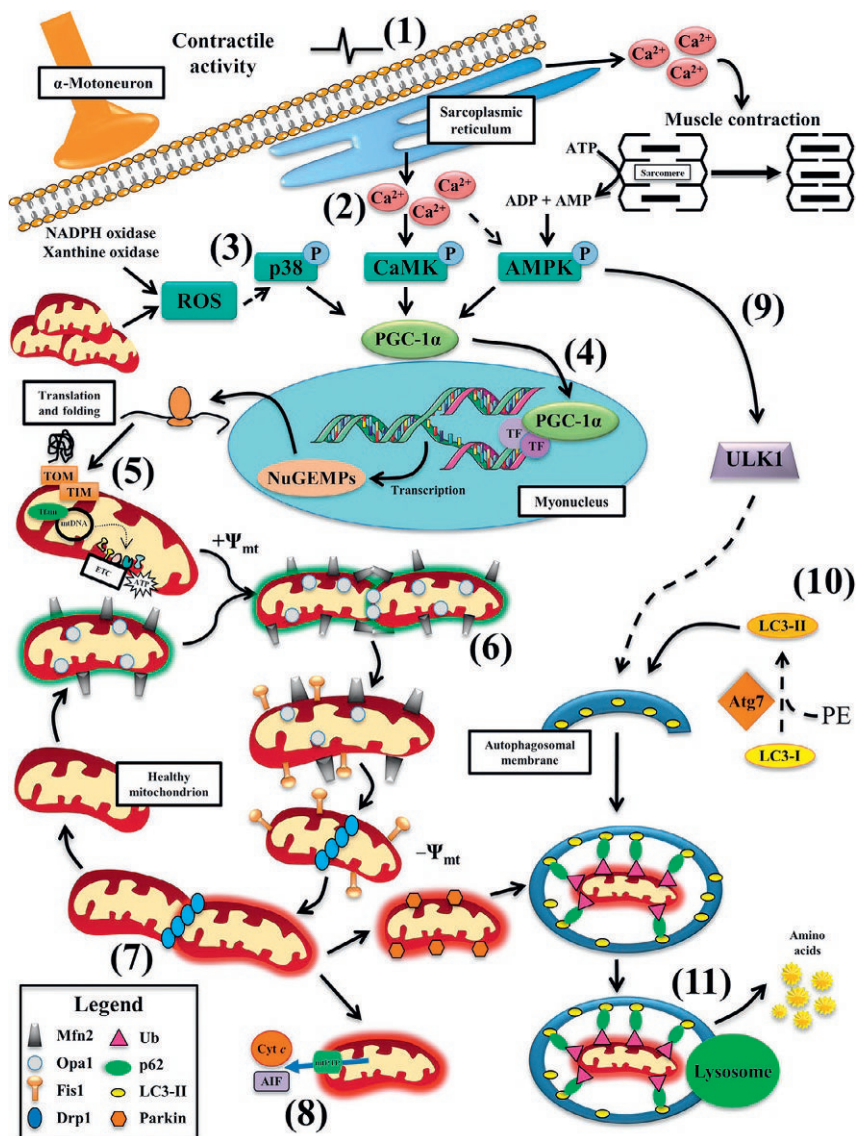 Contractile
activity
(1)
α-Motoneuron
Sarcoplasmic
reticulum
Ca2+
Ca2+
Ca2+
Muscle contraction
ATP
Sarcomere
ADP + AMP
(2)
Ca2+
Ca2+
Ca2+
NADPH oxidase
Xanthine oxidase
(3)
ROS
p38
P
CaMK
P
AMPK
P
PGC-1α
(4)
(9)
Translation
and folding
PGC-1α
TF
TF
NuGEMPs
Transcription
Myonucleus
ULK1
TOM
TIM
(5)
mtDNA
ETC
ATP
+Ψmt
(6)
(10)
LC3-II
Atg7
PE
LC3-I
Autophagosomal
membrane
Healthy
mitochondrion
−Ψmt
(7)
(8)
Cyt c
AIF
mPTP
(11)
Amino
acids
Lysosome
Legend
Mfn2
Ub
Opa1
p62
Fis1
LC3-II
Drp1
Parkin